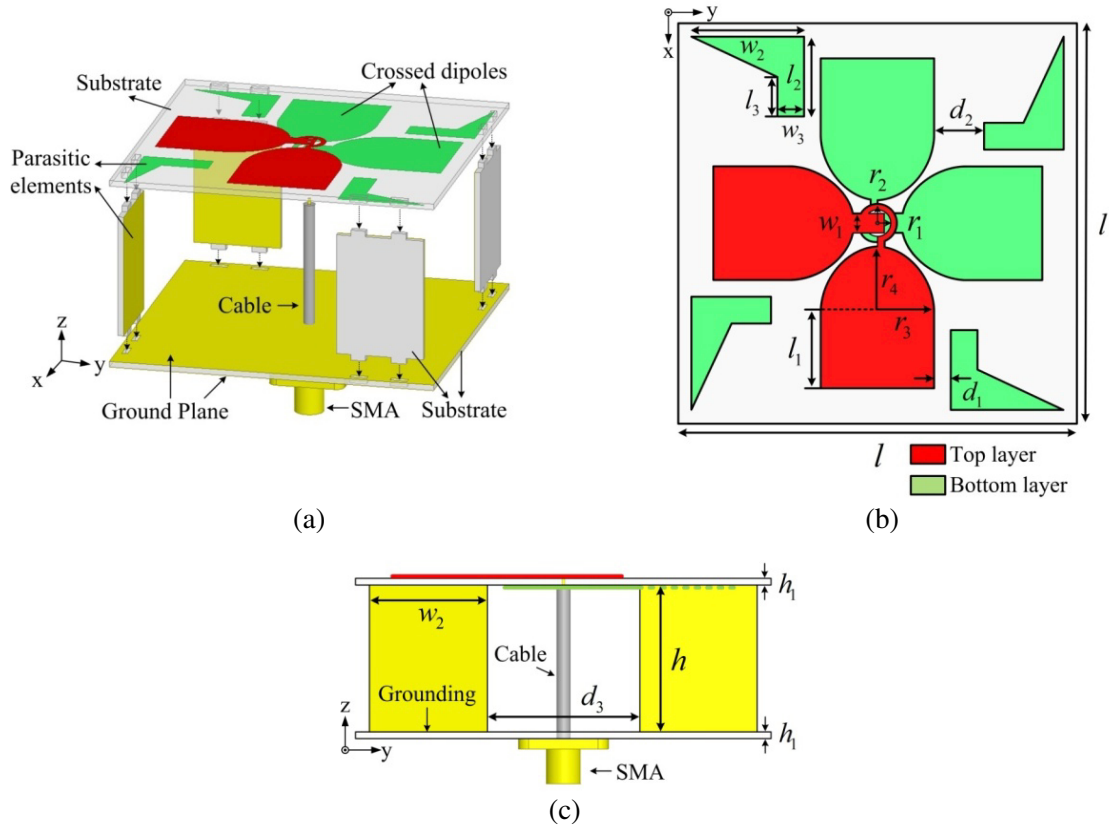 Substrate
Crossed dipoles
Parasitic
elements
Cable
z
y
x
Ground Plane
SMA
Substrate
(a)
y
x
w₂
l₂
l₃
w₃
d₂
r₂
w₁
r₁
r₄
r₃
l₁
d₁
l
l
Top layer
Bottom layer
(b)
h₁
w₂
Cable
h
Grounding
d₃
z
y
h₁
SMA
(c)